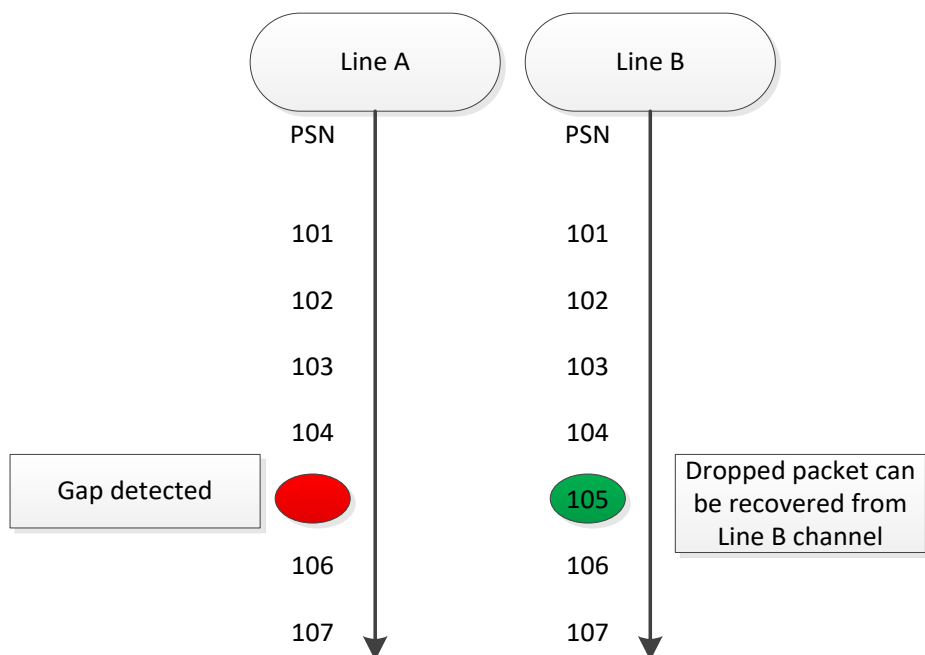 Line A
Line B
PSN
PSN
101
101
102
102
103
103
104
104
Gap detected
105
Dropped packet can
be recovered from
Line B channel
106
106
107
107